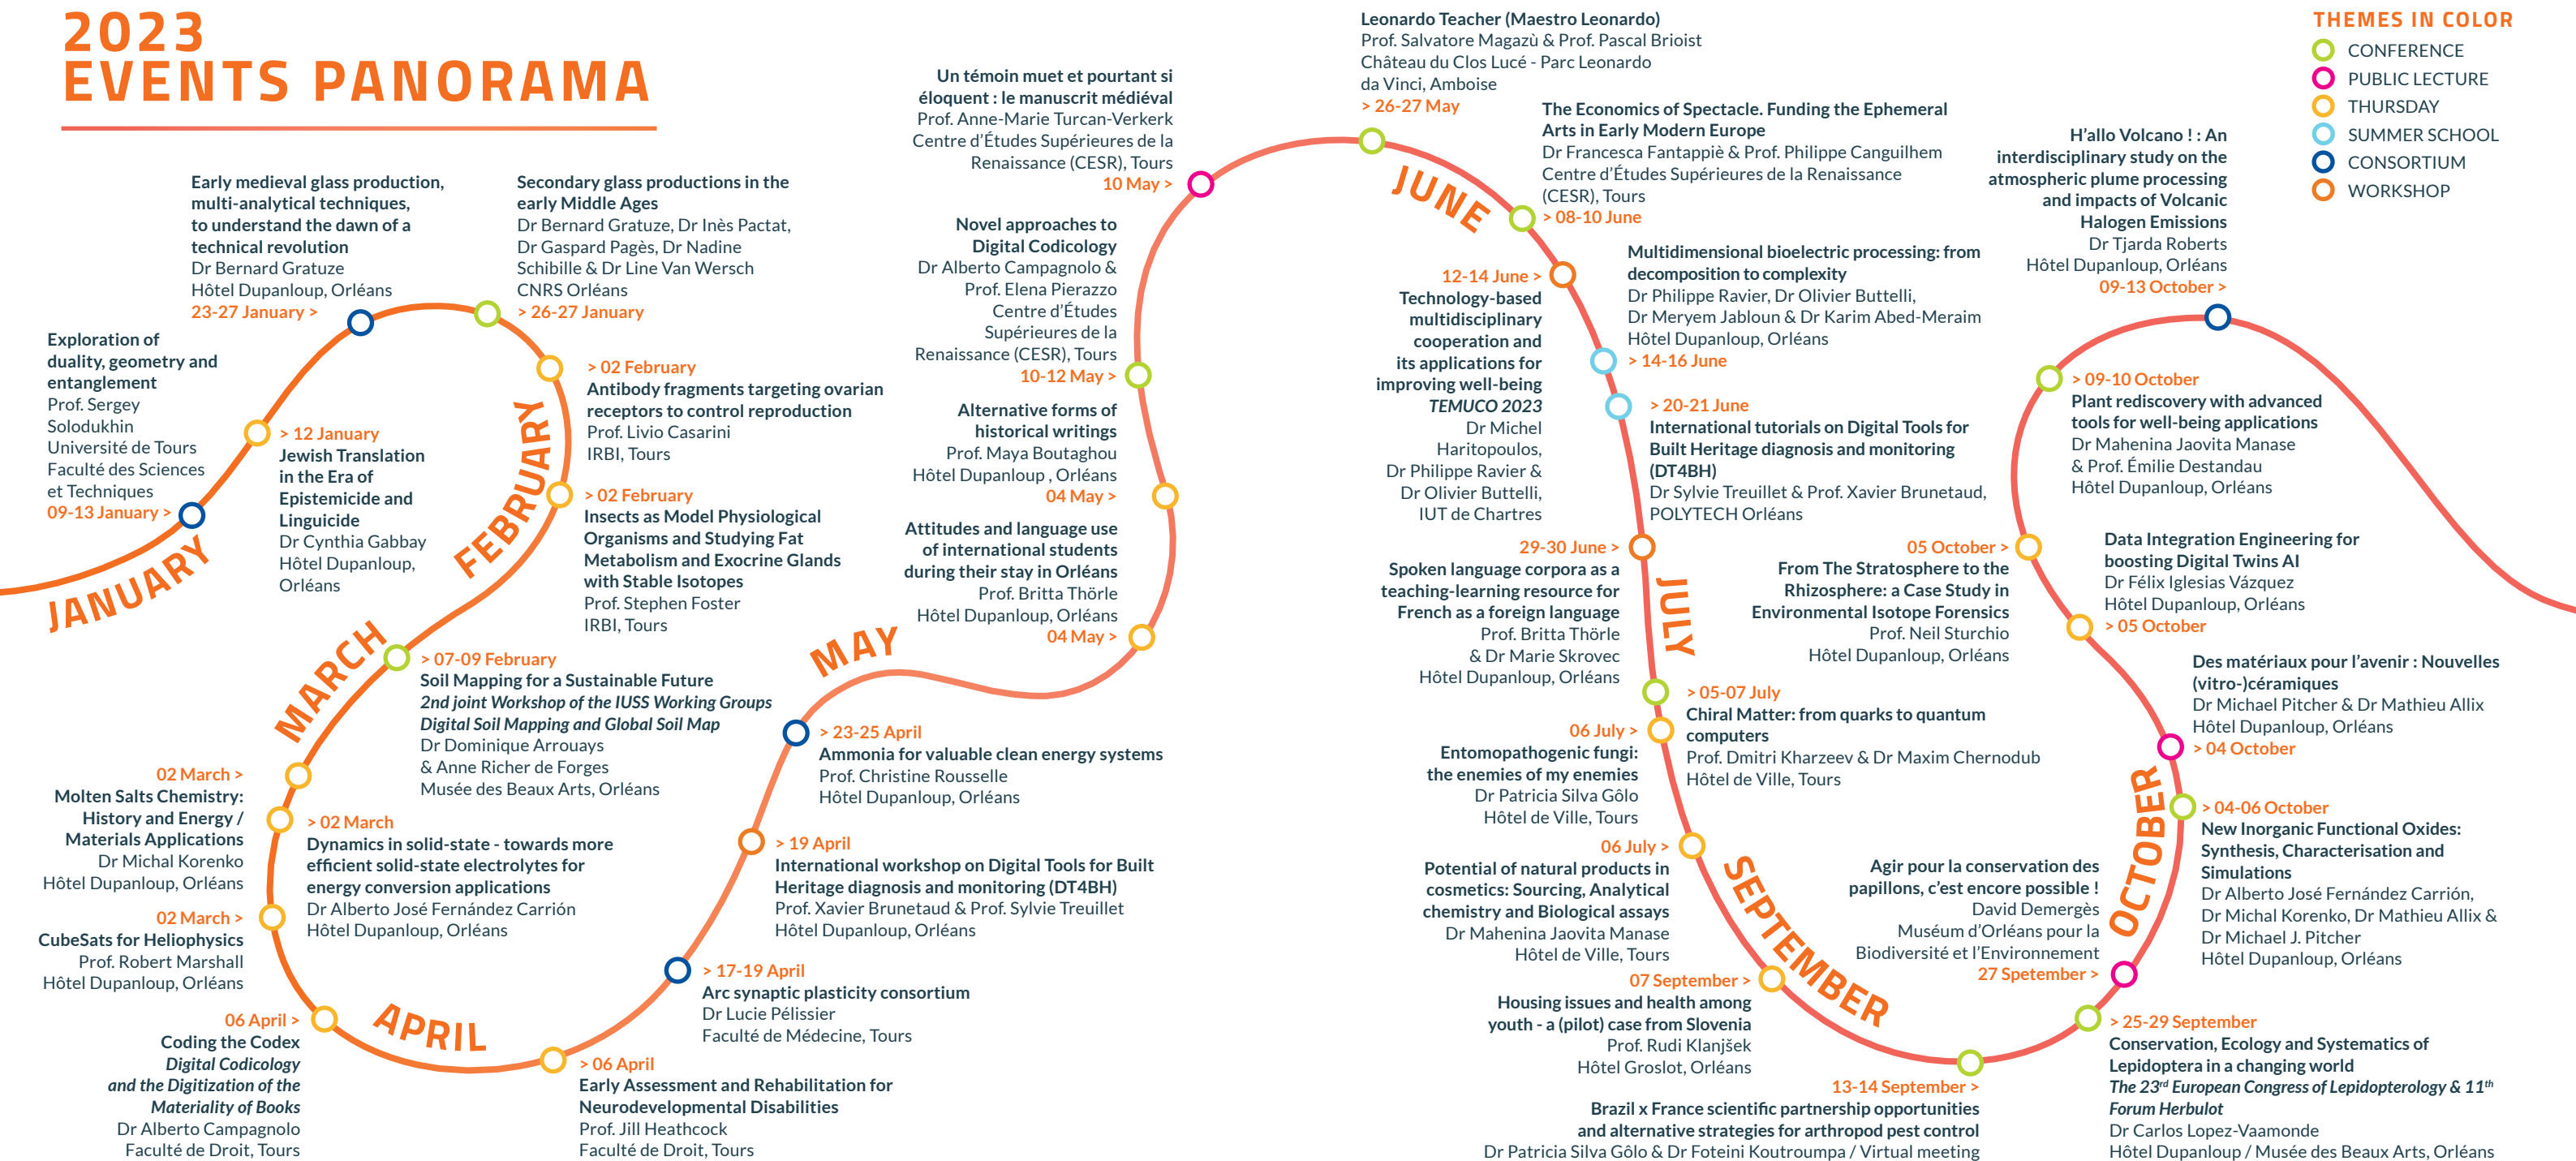 2023
EVENTS PANORAMA
THEMES IN COLOR
CONFERENCE
PUBLIC LECTURE
THURSDAY
SUMMER SCHOOL
CONSORTIUM
WORKSHOP
JANUARY
Exploration of
duality, geometry and
entanglement
Prof. Sergey
Solodukhin
Université de Tours
Faculté des Sciences
et Techniques
09-13 January >
> 12 January
Jewish Translation
in the Era of
Epistemicide and
Linguicide
Dr Cynthia Gabbay
Hôtel Dupanloup,
Orléans
Early medieval glass production,
multi-analytical techniques,
to understand the dawn of a
technical revolution
Dr Bernard Gratuze
Hôtel Dupanloup, Orléans
23-27 January >
Secondary glass productions in the
early Middle Ages
Dr Bernard Gratuze, Dr Inès Pactat,
Dr Gaspard Pagès, Dr Nadine
Schibille & Dr Line Van Wersch
CNRS Orléans
> 26-27 January
FEBRUARY
> 02 February
Antibody fragments targeting ovarian
receptors to control reproduction
Prof. Livio Casarini
IRBI, Tours
> 02 February
Insects as Model Physiological
Organisms and Studying Fat
Metabolism and Exocrine Glands
with Stable Isotopes
Prof. Stephen Foster
IRBI, Tours
> 07-09 February
Soil Mapping for a Sustainable Future
2nd joint Workshop of the IUSS Working Groups
Digital Soil Mapping and Global Soil Map
Dr Dominique Arrouays
& Anne Richer de Forges
Musée des Beaux Arts, Orléans
MARCH
02 March >
Molten Salts Chemistry:
History and Energy /
Materials Applications
Dr Michal Korenko
Hôtel Dupanloup, Orléans
> 02 March
Dynamics in solid-state - towards more
efficient solid-state electrolytes for
energy conversion applications
Dr Alberto José Fernández Carrión
Hôtel Dupanloup, Orléans
02 March >
CubeSats for Heliophysics
Prof. Robert Marshall
Hôtel Dupanloup, Orléans
APRIL
06 April >
Coding the Codex
Digital Codicology
and the Digitization of the
Materiality of Books
Dr Alberto Campagnolo
Faculté de Droit, Tours
> 06 April
Early Assessment and Rehabilitation for
Neurodevelopmental Disabilities
Prof. Jill Heathcock
Faculté de Droit, Tours
> 17-19 April
Arc synaptic plasticity consortium
Dr Lucie Pélissier
Faculté de Médecine, Tours
> 19 April
International workshop on Digital Tools for Built
Heritage diagnosis and monitoring (DT4BH)
Prof. Xavier Brunetaud & Prof. Sylvie Treuillet
Hôtel Dupanloup, Orléans
> 23-25 April
Ammonia for valuable clean energy systems
Prof. Christine Rousselle
Hôtel Dupanloup, Orléans
MAY
Attitudes and language use
of international students
during their stay in Orléans
Prof. Britta Thörle
Hôtel Dupanloup, Orléans
04 May >
Alternative forms of
historical writings
Prof. Maya Boutaghou
Hôtel Dupanloup , Orléans
04 May >
Novel approaches to
Digital Codicology
Dr Alberto Campagnolo &
Prof. Elena Pierazzo
Centre d'Études
Supérieures de la
Renaissance (CESR), Tours
10-12 May >
Un témoin muet et pourtant si
éloquent : le manuscrit médiéval
Prof. Anne-Marie Turcan-Verkerk
Centre d'Études Supérieures de la
Renaissance (CESR), Tours
10 May >
Leonardo Teacher (Maestro Leonardo)
Prof. Salvatore Magazù & Prof. Pascal Brioist
Château du Clos Lucé - Parc Leonardo
da Vinci, Amboise
> 26-27 May
JUNE
The Economics of Spectacle. Funding the Ephemeral
Arts in Early Modern Europe
Dr Francesca Fantappiè & Prof. Philippe Canguilhem
Centre d'Études Supérieures de la Renaissance
(CESR), Tours
> 08-10 June
12-14 June >
Technology-based
multidisciplinary
cooperation and
its applications for
improving well-being
TEMUCO 2023
Dr Michel
Haritopoulos,
Dr Philippe Ravier &
Dr Olivier Buttelli,
IUT de Chartres
Multidimensional bioelectric processing: from
decomposition to complexity
Dr Philippe Ravier, Dr Olivier Buttelli,
Dr Meryem Jabloun & Dr Karim Abed-Meraim
Hôtel Dupanloup, Orléans
> 14-16 June
> 20-21 June
International tutorials on Digital Tools for
Built Heritage diagnosis and monitoring
(DT4BH)
Dr Sylvie Treuillet & Prof. Xavier Brunetaud,
POLYTECH Orléans
29-30 June >
Spoken language corpora as a
teaching-learning resource for
French as a foreign language
Prof. Britta Thörle
& Dr Marie Skrovec
Hôtel Dupanloup, Orléans
JULY
> 05-07 July
Chiral Matter: from quarks to quantum
computers
Prof. Dmitri Kharzeev & Dr Maxim Chernodub
Hôtel de Ville, Tours
06 July >
Entomopathogenic fungi:
the enemies of my enemies
Dr Patricia Silva Gôlo
Hôtel de Ville, Tours
06 July >
Potential of natural products in
cosmetics: Sourcing, Analytical
chemistry and Biological assays
Dr Mahenina Jaovita Manase
Hôtel de Ville, Tours
SEPTEMBER
07 September >
Housing issues and health among
youth - a (pilot) case from Slovenia
Prof. Rudi Klanjšek
Hôtel Groslot, Orléans
13-14 September >
Brazil x France scientific partnership opportunities
and alternative strategies for arthropod pest control
Dr Patricia Silva Gôlo & Dr Foteini Koutroumpa / Virtual meeting
> 25-29 September
Conservation, Ecology and Systematics of
Lepidoptera in a changing world
The 23rd European Congress of Lepidopterology & 11th
Forum Herbulot
Dr Carlos Lopez-Vaamonde
Hôtel Dupanloup / Musée des Beaux Arts, Orléans
Agir pour la conservation des
papillons, c'est encore possible !
David Demergès
Muséum d'Orléans pour la
Biodiversité et l'Environnement
27 Spetember >
OCTOBER
> 04-06 October
New Inorganic Functional Oxides:
Synthesis, Characterisation and
Simulations
Dr Alberto José Fernández Carrión,
Dr Michal Korenko, Dr Mathieu Allix &
Dr Michael J. Pitcher
Hôtel Dupanloup, Orléans
Des matériaux pour l'avenir : Nouvelles
(vitro-)céramiques
Dr Michael Pitcher & Dr Mathieu Allix
Hôtel Dupanloup, Orléans
> 04 October
Data Integration Engineering for
boosting Digital Twins AI
Dr Félix Iglesias Vázquez
Hôtel Dupanloup, Orléans
> 05 October
05 October >
From The Stratosphere to the
Rhizosphere: a Case Study in
Environmental Isotope Forensics
Prof. Neil Sturchio
Hôtel Dupanloup, Orléans
> 09-10 October
Plant rediscovery with advanced
tools for well-being applications
Dr Mahenina Jaovita Manase
& Prof. Émilie Destandau
Hôtel Dupanloup, Orléans
H'allo Volcano ! : An
interdisciplinary study on the
atmospheric plume processing
and impacts of Volcanic
Halogen Emissions
Dr Tjarda Roberts
Hôtel Dupanloup, Orléans
09-13 October >